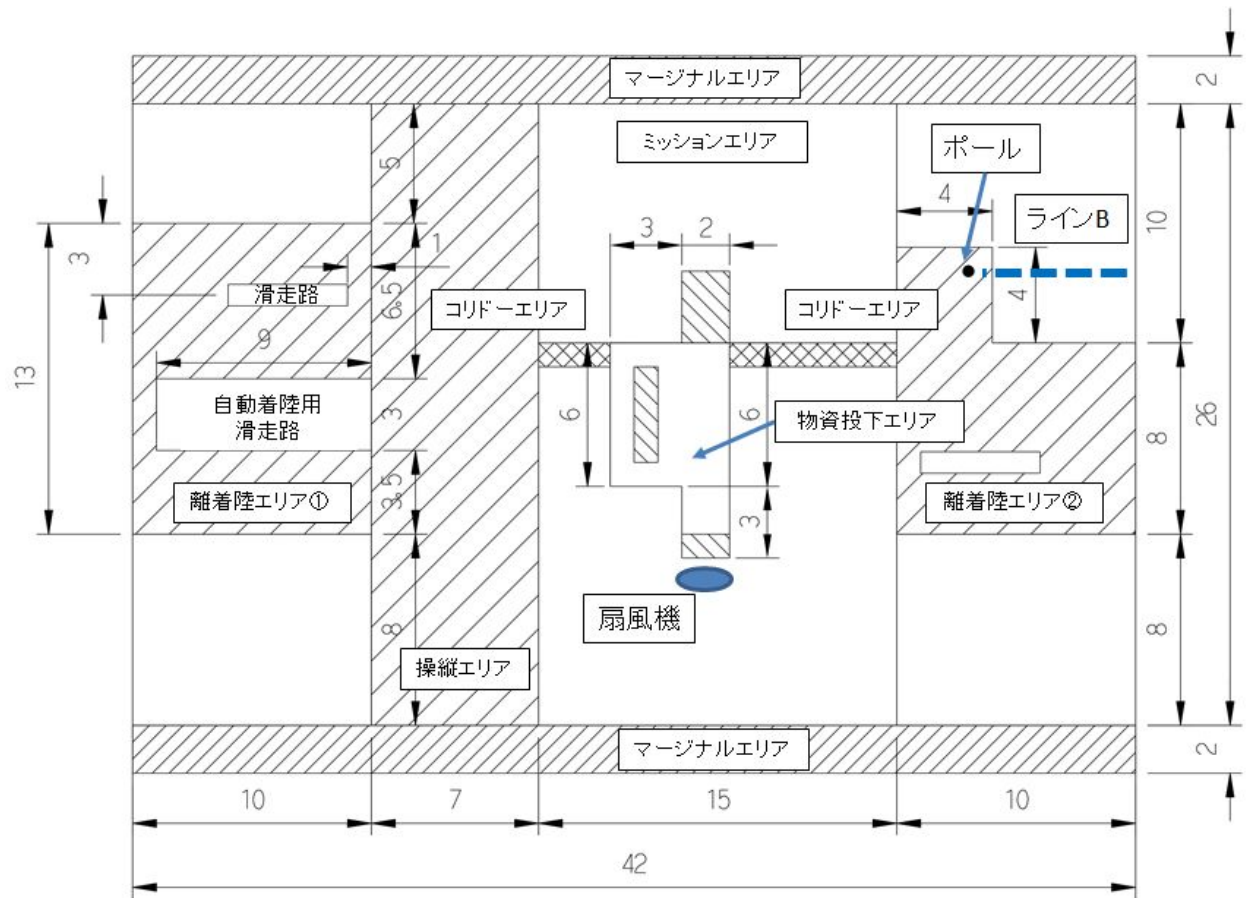 マージナルエリア
2
ミッションエリア
ポール
5
4
ラインB
10
3
2
3
1
滑走路
6.5
コリドーエリア
コリドーエリア
4
13
9
26
自動着陸用
滑走路
3
6
6
物資投下エリア
8
離着陸エリア①
3.5
離着陸エリア②
3
扇風機
8
操縦エリア
8
マージナルエリア
2
10
7
15
10
42